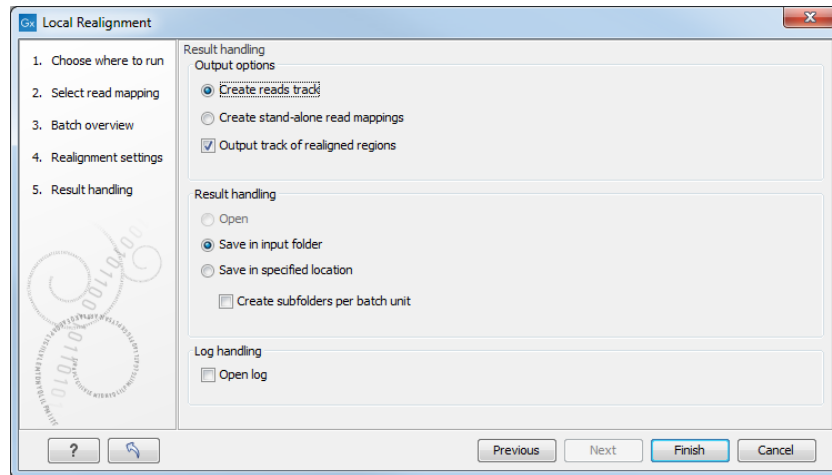 Gx Local Realignment
1. Choose where to run
2. Select read mapping
3. Batch overview
4. Realignment settings
5. Result handling
Result handling
Output options
Create reads track
Create stand-alone read mappings
Output track of realigned regions
Result handling
Open
Save in input folder
Save in specified location
Create subfolders per batch unit
Log handling
Open log
? Previous Next Finish Cancel